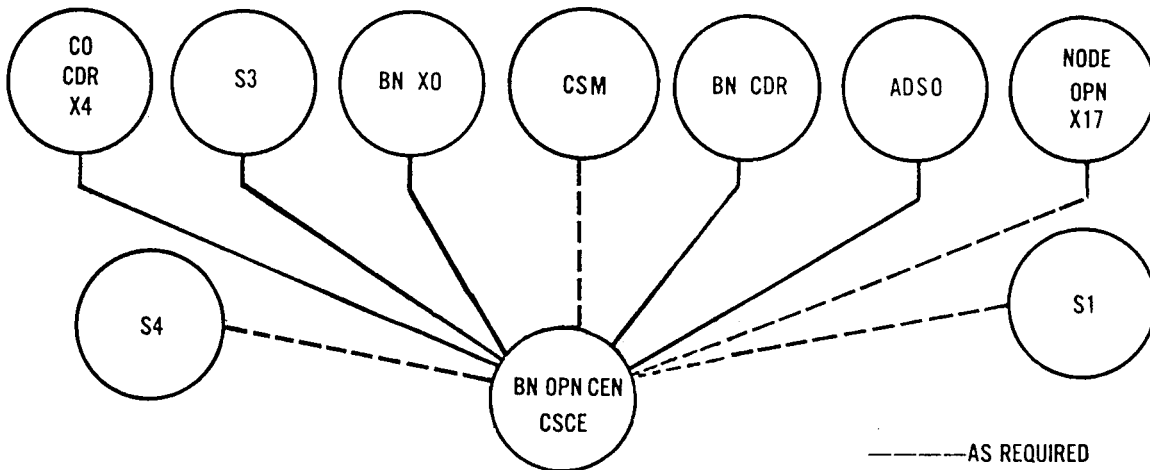 CO
CDR
X4
S3
BN XO
CSM
BN CDR
ADSO
NODE
OPN
X17
S4
S1
BN OPN CEN
CSCE
AS REQUIRED